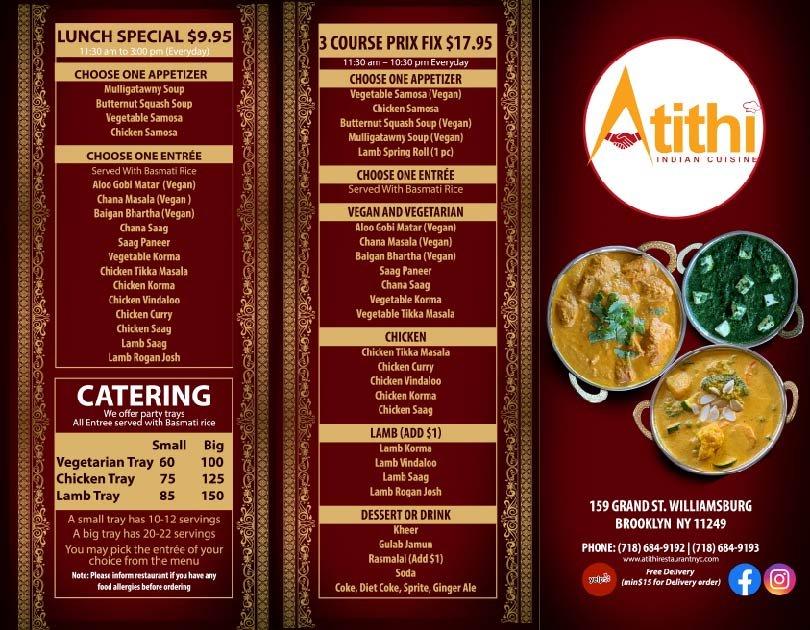 LUNCH SPECIAL $9.95
11:30 am to 3:00 pm (Everyday)
CHOOSE ONE APPETIZER
Mulligatawny Soup
Butternut Squash Soup
Vegetable Samosa
Chicken Samosa
CHOOSE ONE ENTRÉE
Served With Basmati Rice
Aloo Gobi Matar (Vegan)
Chana Masala (Vegan )
Baigan Bhartha (Vegan)
Chana Saag
Saag Paneer
Vegetable Korma
Chicken Tikka Masala
Chicken Korma
Chicken Vindaloo
Chicken Curry
Chicken Saag
Lamb Saag
Lamb Rogan Josh
CATERING
We offer party trays
All Entree served with Basmati rice
Small Big
Vegetarian Tray 60 100
Chicken Tray 75 125
Lamb Tray 85 150
A small tray has 10-12 servings
A big tray has 20-22 servings
You may pick the entrée of your
choice from the menu
Note: Please inform restaurant if you have any
food allergies before ordering
3 COURSE PRIX FIX $17.95
11:30 am – 10:30 pm Everyday
CHOOSE ONE APPETIZER
Vegetable Samosa (Vegan)
Chicken Samosa
Butternut Squash Soup (Vegan)
Mulligatawny Soup (Vegan)
Lamb Spring Roll (1 pc)
CHOOSE ONE ENTRÉE
Served With Basmati Rice
VEGAN AND VEGETARIAN
Aloo Gobi Matar (Vegan)
Chana Masala (Vegan)
Baigan Bhartha (Vegan)
Saag Paneer
Chana Saag
Vegetable Korma
Vegetable Tikka Masala
CHICKEN
Chicken Tikka Masala
Chicken Curry
Chicken Vindaloo
Chicken Korma
Chicken Saag
LAMB (ADD $1)
Lamb Korma
Lamb Vindaloo
Lamb Saag
Lamb Rogan Josh
DESSERT OR DRINK
Kheer
Gulab Jamun
Rasmalai (Add $1)
Soda
Coke, Diet Coke, Sprite, Ginger Ale
Atithi
INDIAN CUISINE
159 GRAND ST. WILLIAMSBURG
BROOKLYN NY 11249
PHONE: (718) 684-9192 | (718) 684-9193
www.atithirestaurantnyc.com
yelp
Free Delivery
(min$15 for Delivery order)